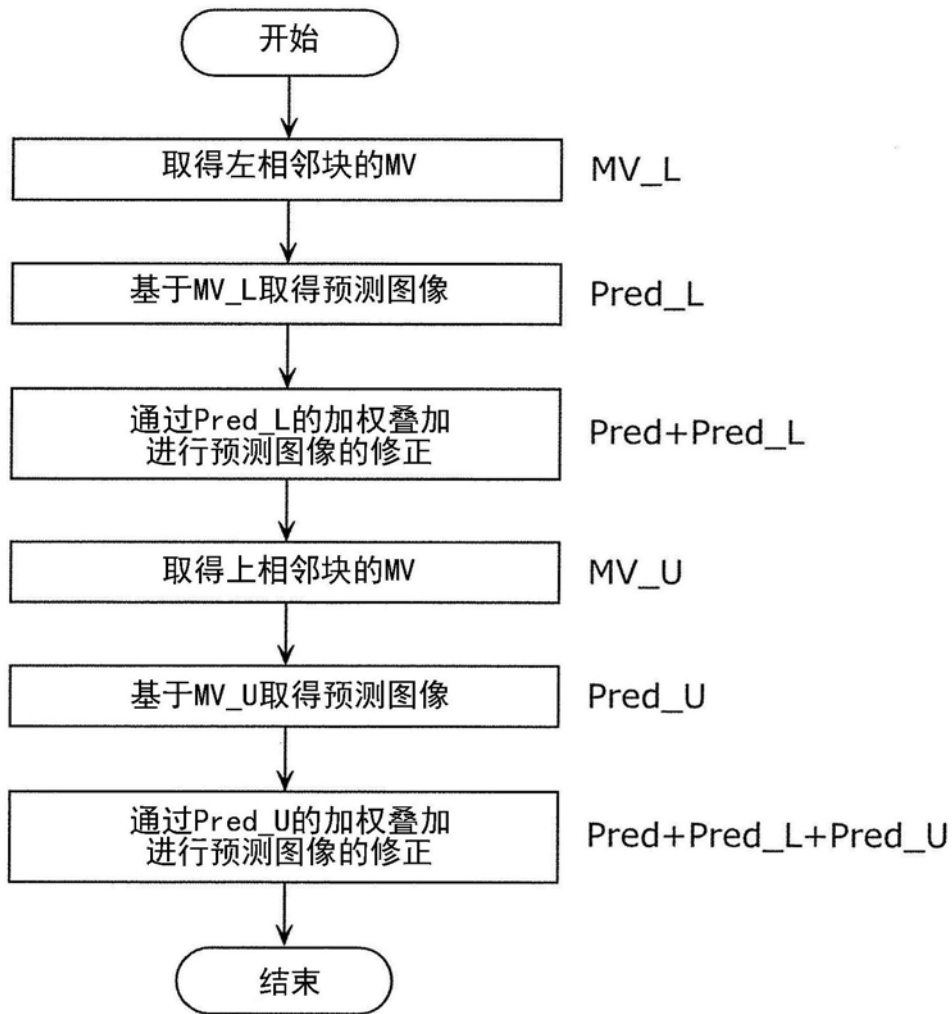 开始
取得左相邻块的MV
MV_L
基于MV_L取得预测图像
Pred_L
通过Pred_L的加权叠加
进行预测图像的修正
Pred+Pred_L
取得上相邻块的MV
MV_U
基于MV_U取得预测图像
Pred_U
通过Pred_U的加权叠加
进行预测图像的修正
Pred+Pred_L+Pred_U
结束